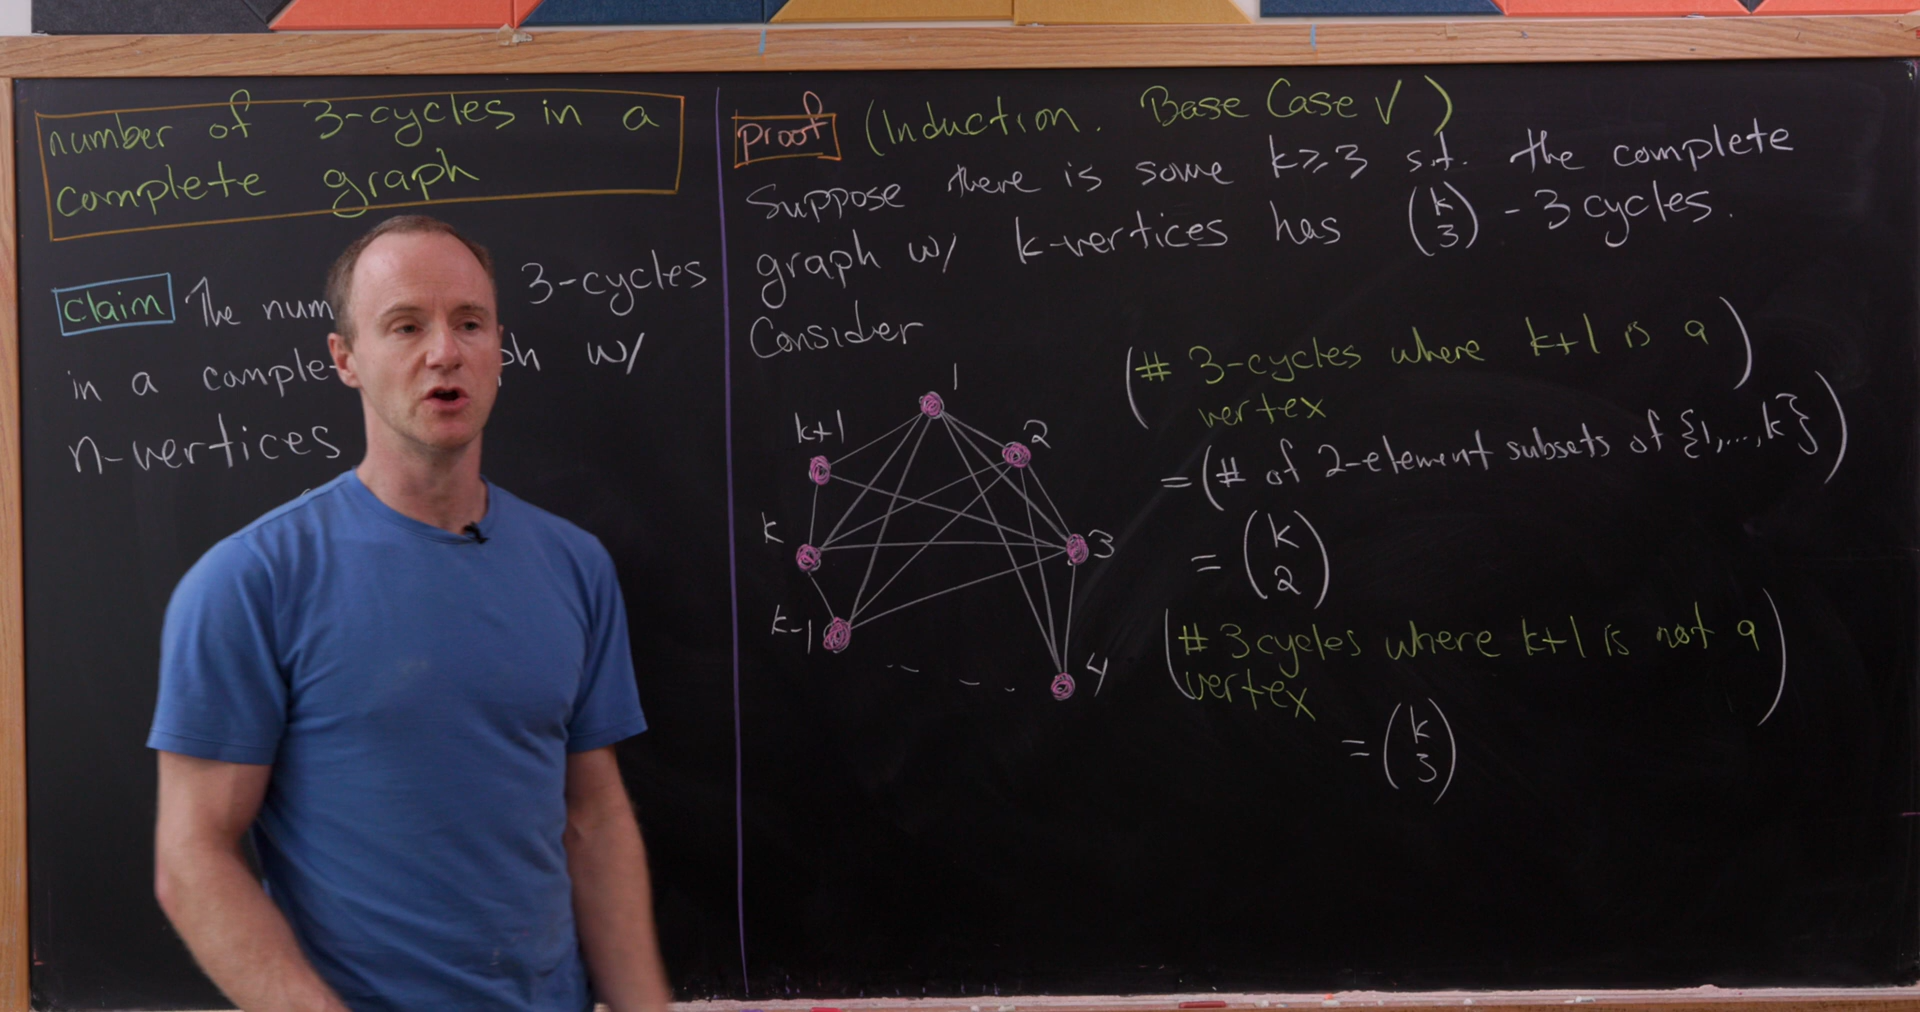 number of 3-cycles in a
complete graph
claim The num 3-cycles
in a comple ph w/
n-vertices
proof (Induction. Base Case ✓)
Suppose there is some k≥3 s.t. the complete
graph w/ k-vertices has (k 3) - 3cycles.
Consider
1
k+1
2
k
3
k-1
4
(# 3-cycles where k+1 is a
vertex)
= (# of 2-element subsets of {1,...,k})
= (k 2)
(# 3cycles where k+1 is not a
vertex)
= (k 3)